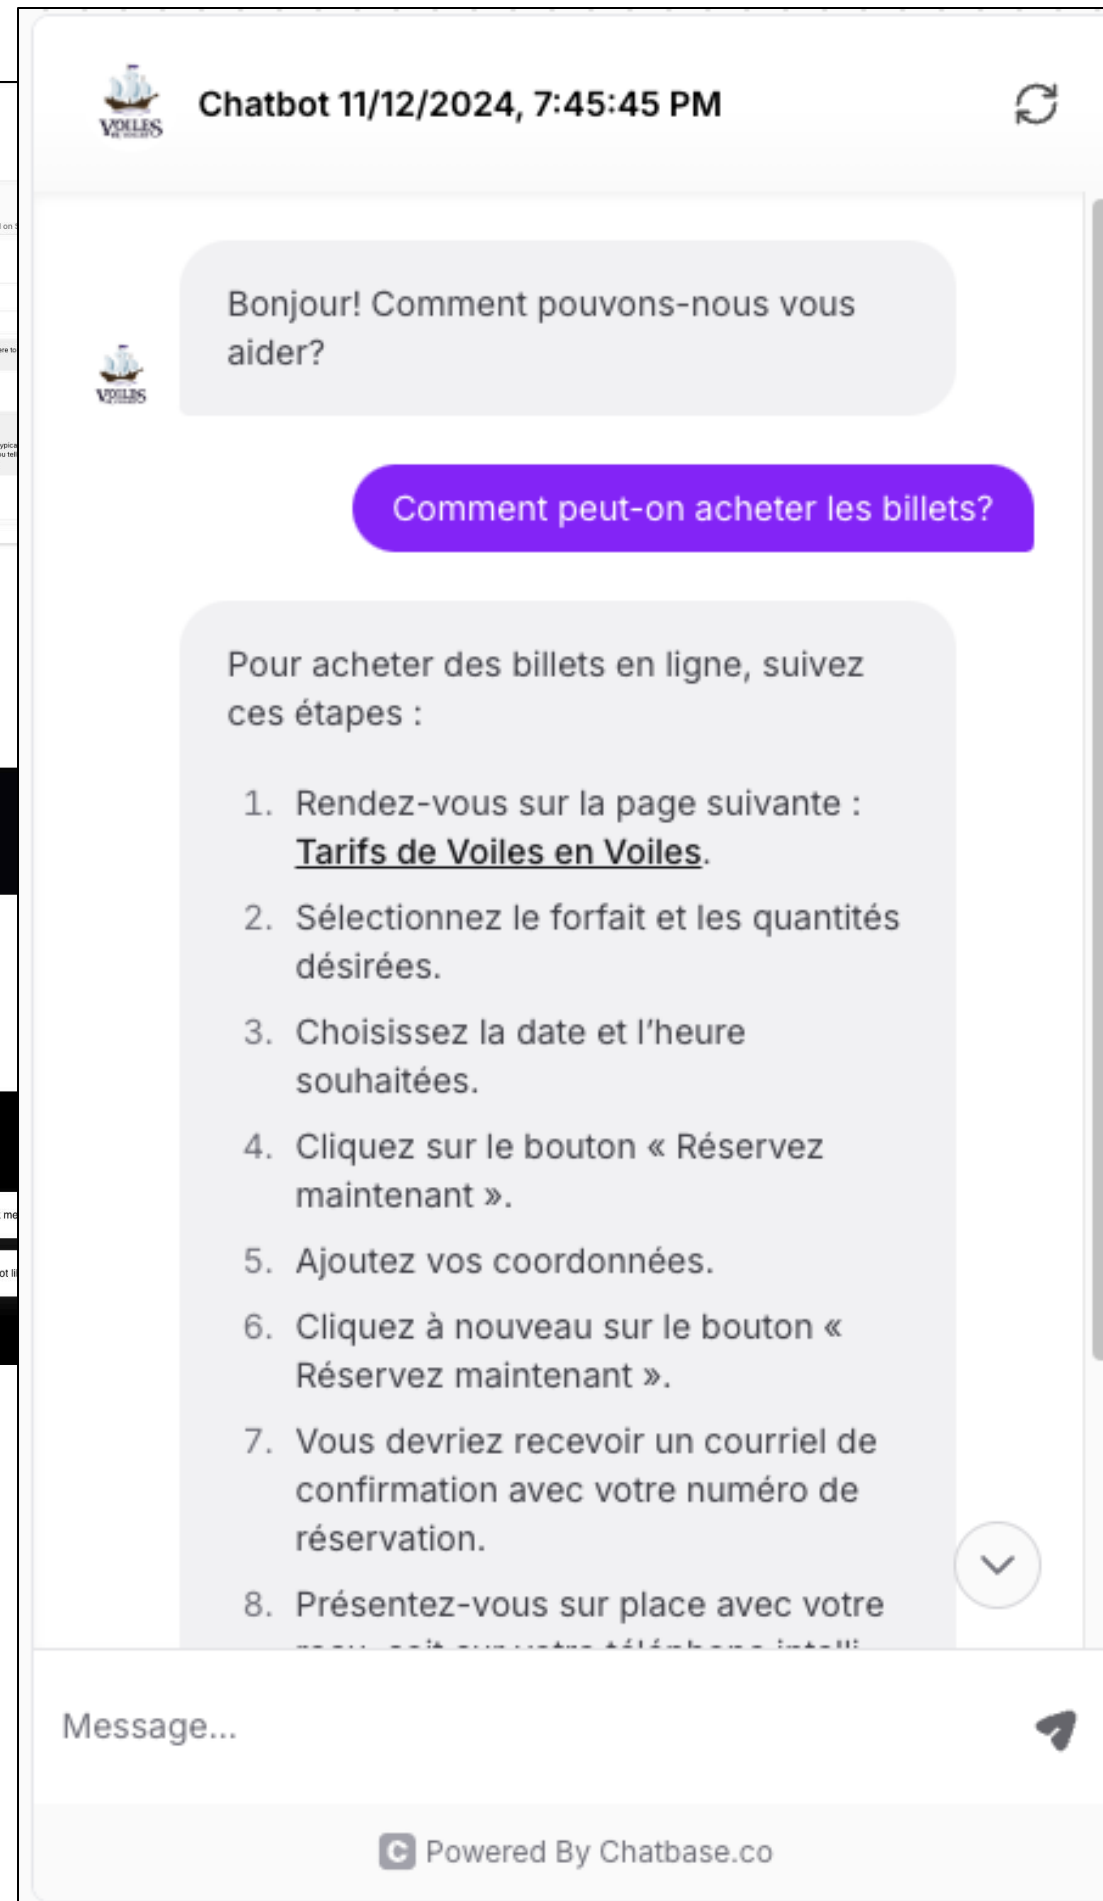 VOILES
Chatbot 11/12/2024, 7:45:45 PM
Bonjour! Comment pouvons-nous vous
aider?
VOILES
Comment peut-on acheter les billets?
Pour acheter des billets en ligne, suivez
ces étapes :
1. Rendez-vous sur la page suivante :
Tarifs de Voiles en Voiles.
2. Sélectionnez le forfait et les quantités
désirées.
3. Choisissez la date et l’heure
souhaitées.
4. Cliquez sur le bouton « Réservez
maintenant ».
5. Ajoutez vos coordonnées.
6. Cliquez à nouveau sur le bouton «
Réservez maintenant ».
7. Vous devriez recevoir un courriel de
confirmation avec votre numéro de
réservation.
8. Présentez-vous sur place avec votre
Message...
C Powered By Chatbase.co